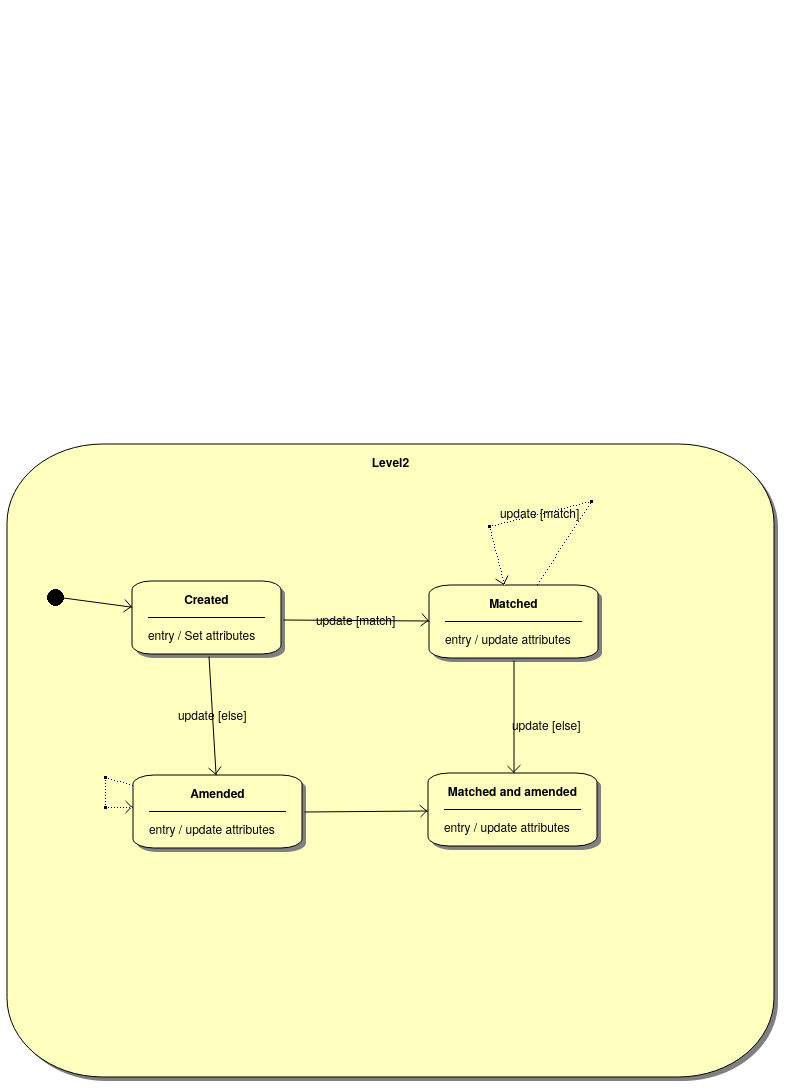 Level2
update [match]
Created
entry / Set attributes
update [match]
Matched
entry / update attributes
update [else]
update [else]
Amended
entry / update attributes
Matched and amended
entry / update attributes